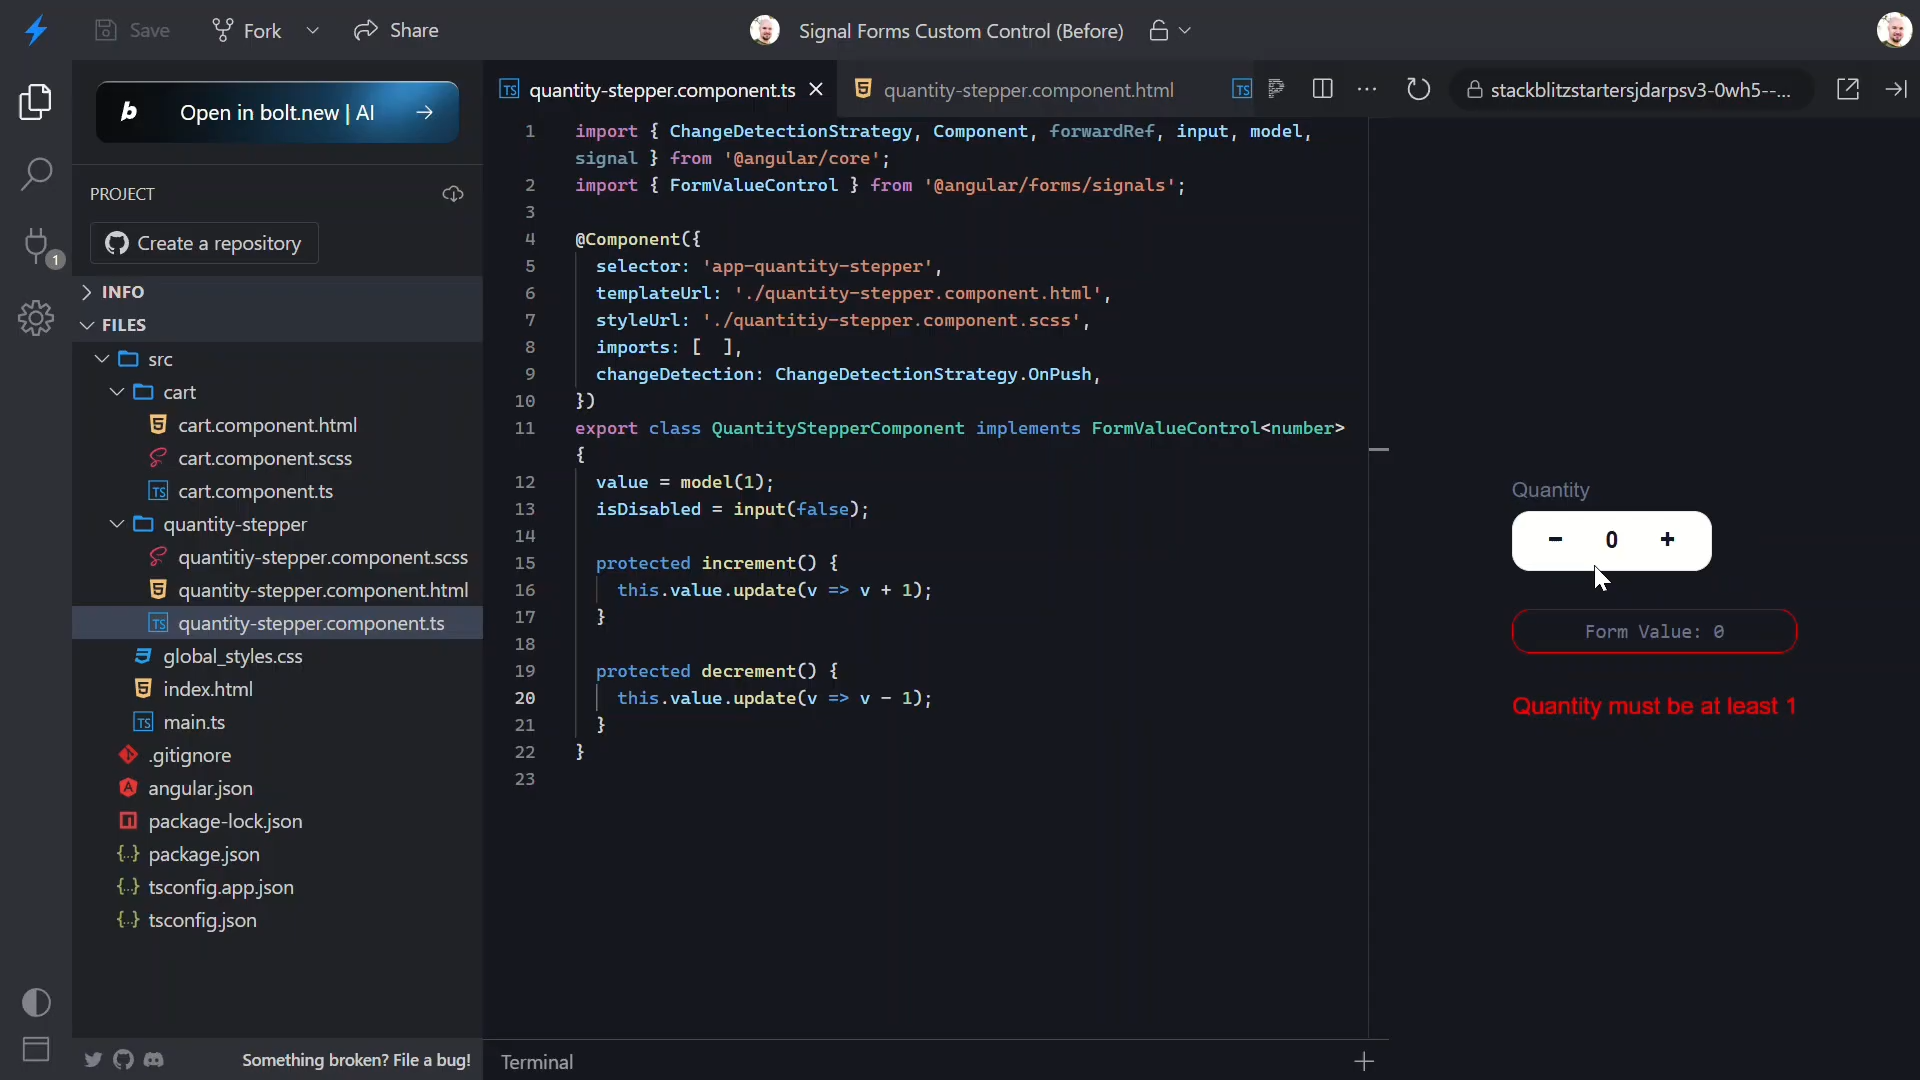 Save
Fork
Share
Signal Forms Custom Control (Before)
b Open in bolt.new | AI
PROJECT
Create a repository
1
INFO
FILES
src
cart
cart.component.html
cart.component.scss
cart.component.ts
quantity-stepper
quantitiy-stepper.component.scss
quantity-stepper.component.html
quantity-stepper.component.ts
global_styles.css
index.html
main.ts
.gitignore
angular.json
package-lock.json
package.json
tsconfig.app.json
tsconfig.json
Something broken? File a bug!
quantity-stepper.component.ts
quantity-stepper.component.html
TS
stackblitzstartersjdarpsv3-0wh5--...
1 import { ChangeDetectionStrategy, Component, forwardRef, input, model,
signal } from '@angular/core';
2 import { FormValueControl } from '@angular/forms/signals';
3
4 @Component({
5 selector: 'app-quantity-stepper',
6 templateUrl: './quantity-stepper.component.html',
7 styleUrl: './quantitiy-stepper.component.scss',
8 imports: [ ],
9 changeDetection: ChangeDetectionStrategy.OnPush,
10 })
11 export class QuantityStepperComponent implements FormValueControl<number>
{
12 value = model(1);
13 isDisabled = input(false);
14
15 protected increment() {
16 this.value.update(v => v + 1);
17 }
18
19 protected decrement() {
20 this.value.update(v => v - 1);
21 }
22 }
23
Terminal
Quantity
- 0 +
Form Value: 0
Quantity must be at least 1